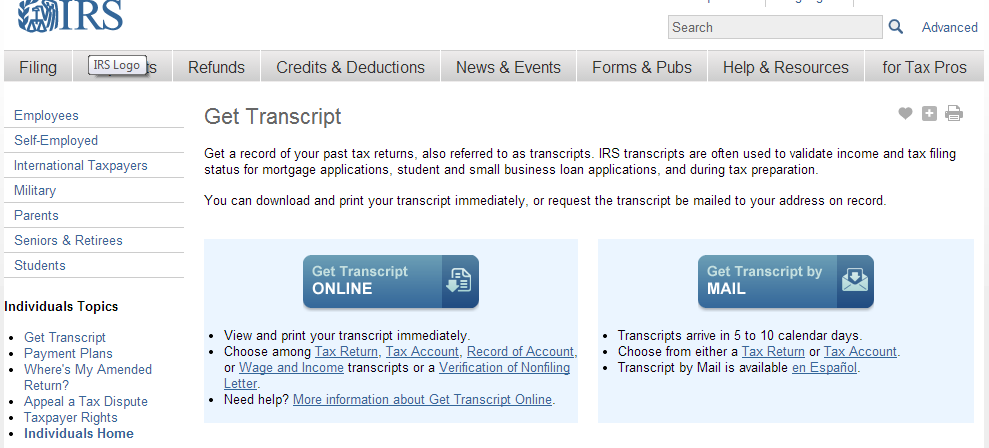 IRS
Search
Advanced
Filing
IRS Logo
Refunds
Credits & Deductions
News & Events
Forms & Pubs
Help & Resources
for Tax Pros
Employees
Self-Employed
International Taxpayers
Military
Parents
Seniors & Retirees
Students
Individuals Topics
• Get Transcript
• Payment Plans
• Where's My Amended
Return?
• Appeal a Tax Dispute
• Taxpayer Rights
• Individuals Home
Get Transcript
Get a record of your past tax returns, also referred to as transcripts. IRS transcripts are often used to validate income and tax filing
status for mortgage applications, student and small business loan applications, and during tax preparation.
You can download and print your transcript immediately, or request the transcript be mailed to your address on record.
Get Transcript
ONLINE
• View and print your transcript immediately.
• Choose among Tax Return, Tax Account, Record of Account,
or Wage and Income transcripts or a Verification of Nonfiling
Letter.
• Need help? More information about Get Transcript Online.
Get Transcript by
MAIL
• Transcripts arrive in 5 to 10 calendar days.
• Choose from either a Tax Return or Tax Account.
• Transcript by Mail is available en Español.